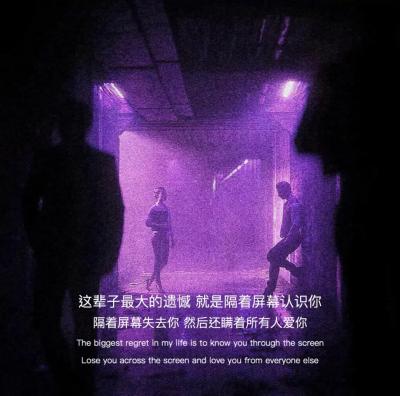 这辈子最大的遗憾 就是隔着屏幕认识你
隔着屏幕失去你 然后还瞒着所有人爱你
The biggest regret in my life is to know you through the screen
Lose you across the screen and love you from everyone else